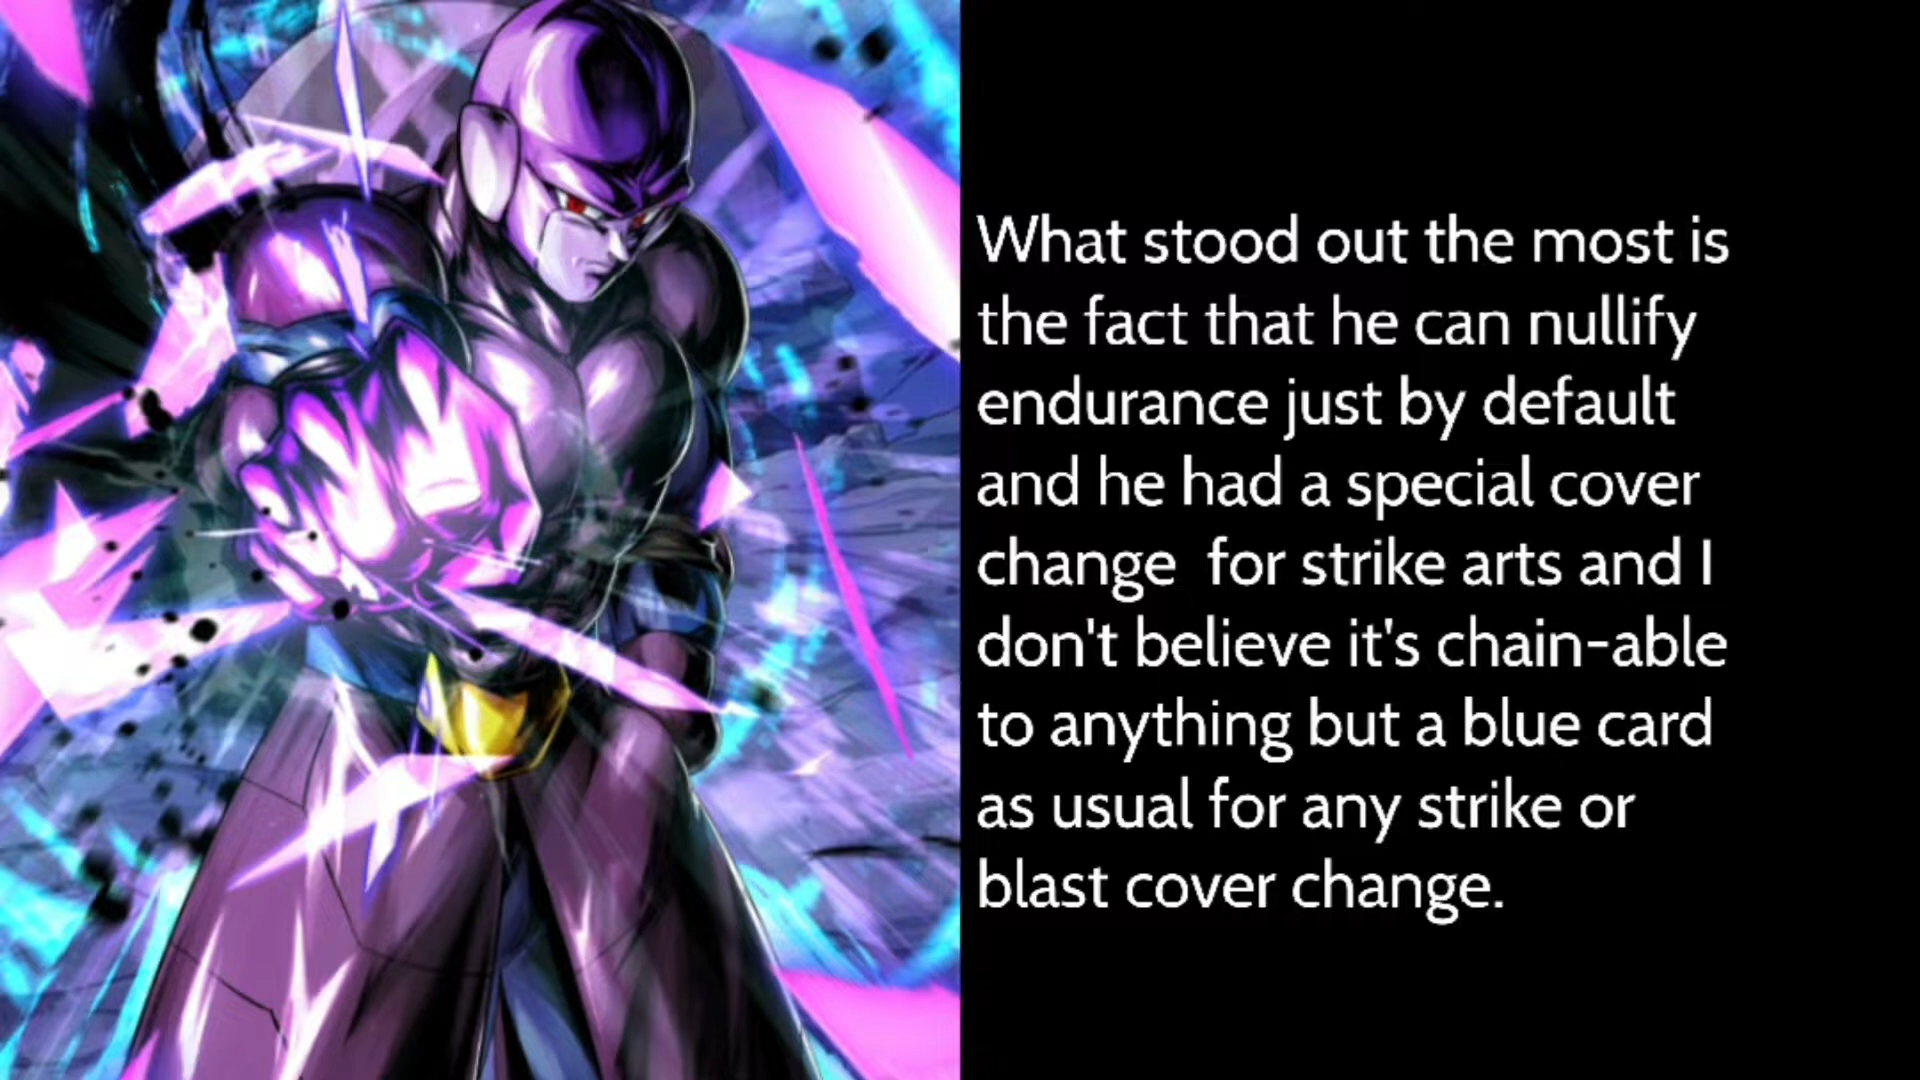 What stood out the most is
the fact that he can nullify
endurance just by default
and he had a special cover
change  for strike arts and I
don't believe it's chain-able
to anything but a blue card
as usual for any strike or
blast cover change.